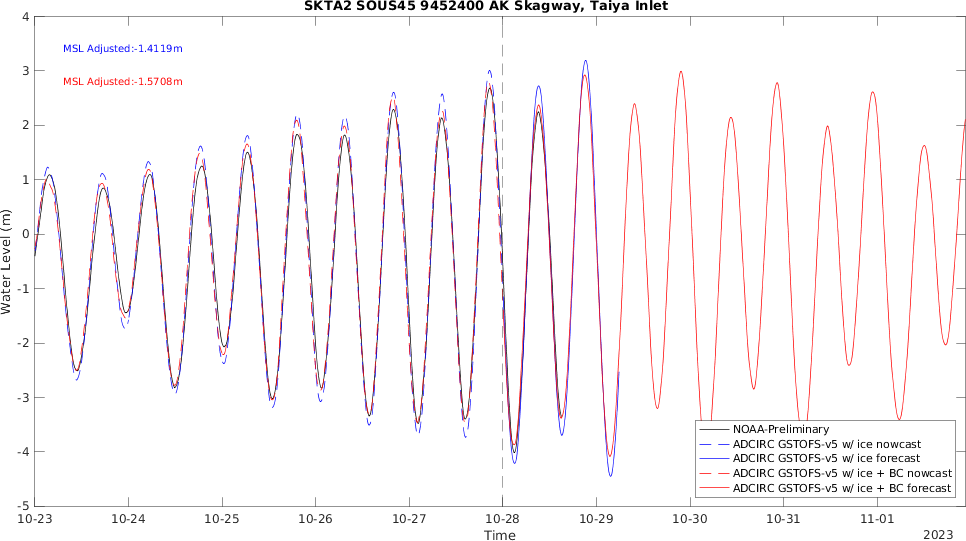 SKTA2 SOUS45 9452400 AK Skagway, Taiya Inlet
MSL Adjusted:-1.4119m
MSL Adjusted:-1.5708m
4
3
2
1
0
-1
-2
-3
-4
-5
Water Level (m)
NOAA-Preliminary
ADCIRC GSTOFS-v5 w/ ice nowcast
ADCIRC GSTOFS-v5 w/ ice forecast
ADCIRC GSTOFS-v5 w/ ice + BC nowcast
ADCIRC GSTOFS-v5 w/ ice + BC forecast
10-23 10-24 10-25 10-26 10-27 10-28 10-29 10-30 10-31 11-01
Time
2023